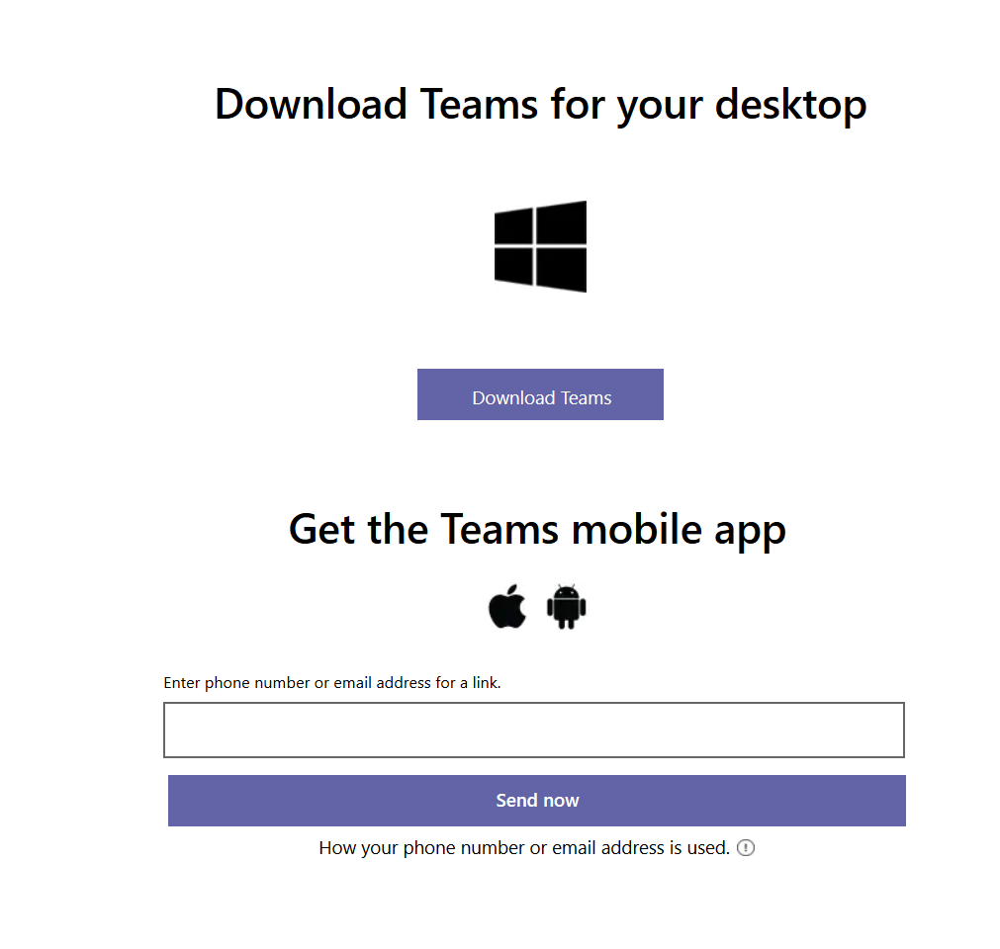 Download Teams for your desktop
Download Teams
Get the Teams mobile app
Enter phone number or email address for a link.
Send now
How your phone number or email address is used.